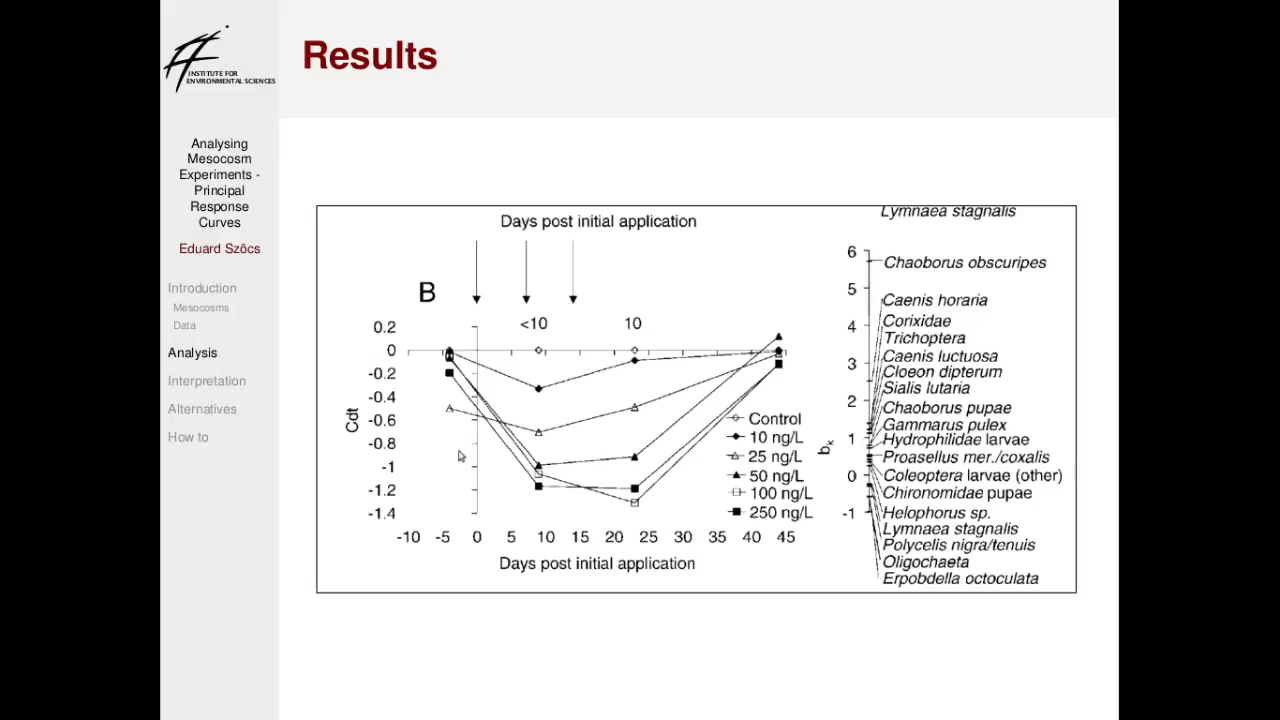 INSTITUTE FOR
ENVIRONMENTAL SCIENCES
Results
Analysing
Mesocosm
Experiments -
Principal
Response
Curves
Eduard Szöcs
Introduction
Mesocosms
Data
Analysis
Interpretation
Alternatives
How to
Days post initial application
B
<10 10
0.2
0
-0.2
-0.4
-0.6
-0.8
-1
-1.2
-1.4
Cdt
-10 -5 0 5 10 15 20 25 30 35 40 45
Days post initial application
Control
10 ng/L
25 ng/L
50 ng/L
100 ng/L
250 ng/L
bk
6
5
4
3
2
1
0
-1
Lymnaea stagnalis
Chaoborus obscuripes
Caenis horaria
Corixidae
Trichoptera
Caenis luctuosa
Cloeon dipterum
Sialis lutaria
Chaoborus pupae
Gammarus pulex
Hydrophilidae larvae
Proasellus mer./coxalis
Coleoptera larvae (other)
Chironomidae pupae
Helophorus sp.
Lymnaea stagnalis
Polycelis nigra/tenuis
Oligochaeta
Erpobdella octoculata